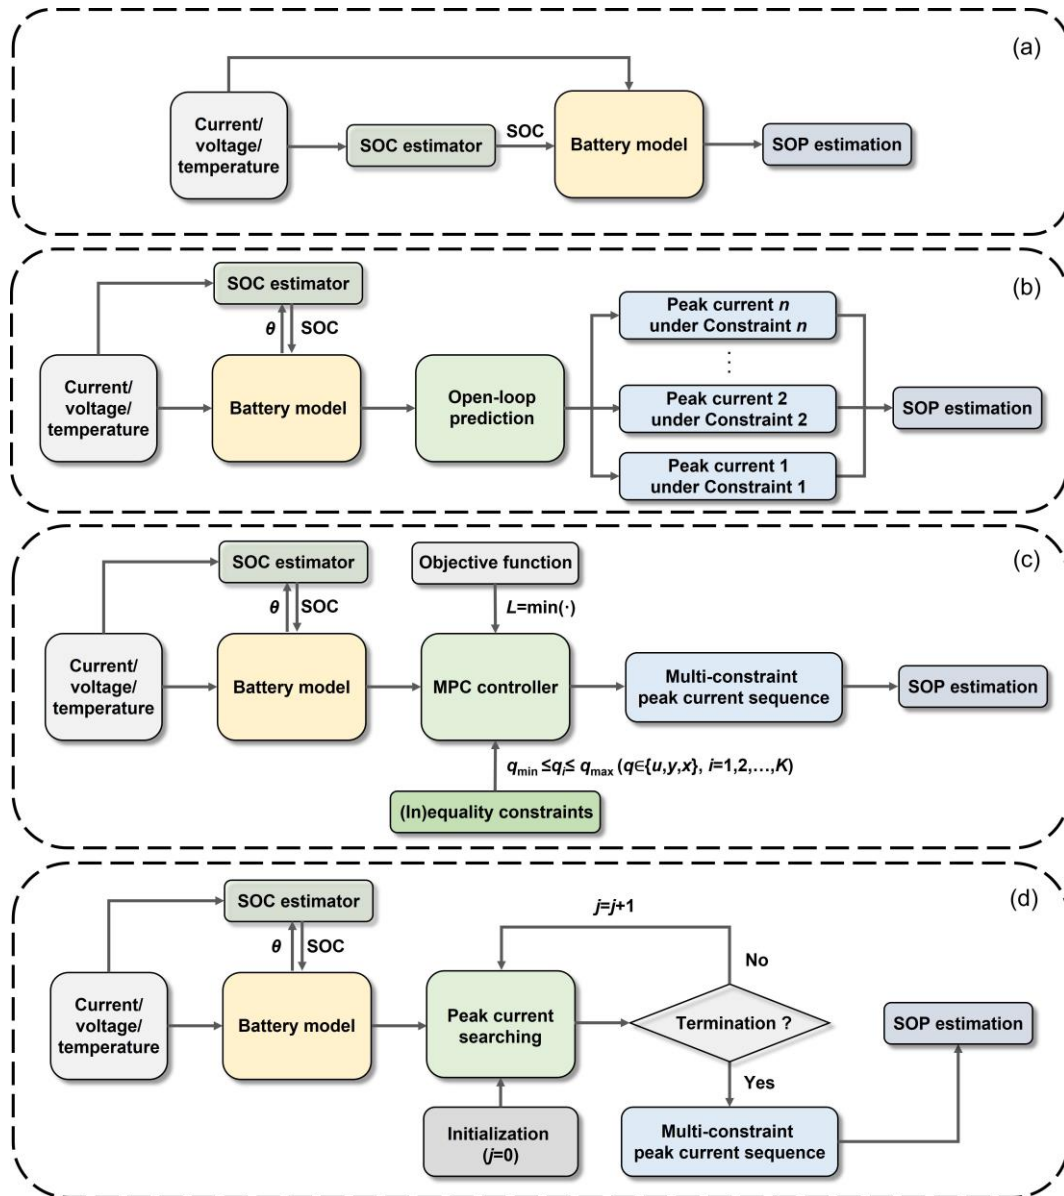 (a)
Current/
voltage/
temperature
SOC estimator
SOC
Battery model
SOP estimation
(b)
SOC estimator
θ
SOC
Current/
voltage/
temperature
Battery model
Open-loop
prediction
Peak current n
under Constraint n
⋮
Peak current 2
under Constraint 2
Peak current 1
under Constraint 1
SOP estimation
(c)
SOC estimator
θ
SOC
Objective function
L=min(·)
Current/
voltage/
temperature
Battery model
MPC controller
Multi-constraint
peak current sequence
SOP estimation
qmin ≤qi≤ qmax (q∈{u,y,x}, i=1,2,…,K)
(In)equality constraints
(d)
SOC estimator
θ
SOC
j=j+1
No
Current/
voltage/
temperature
Battery model
Peak current
searching
Termination ?
SOP estimation
Yes
Initialization
(j=0)
Multi-constraint
peak current sequence